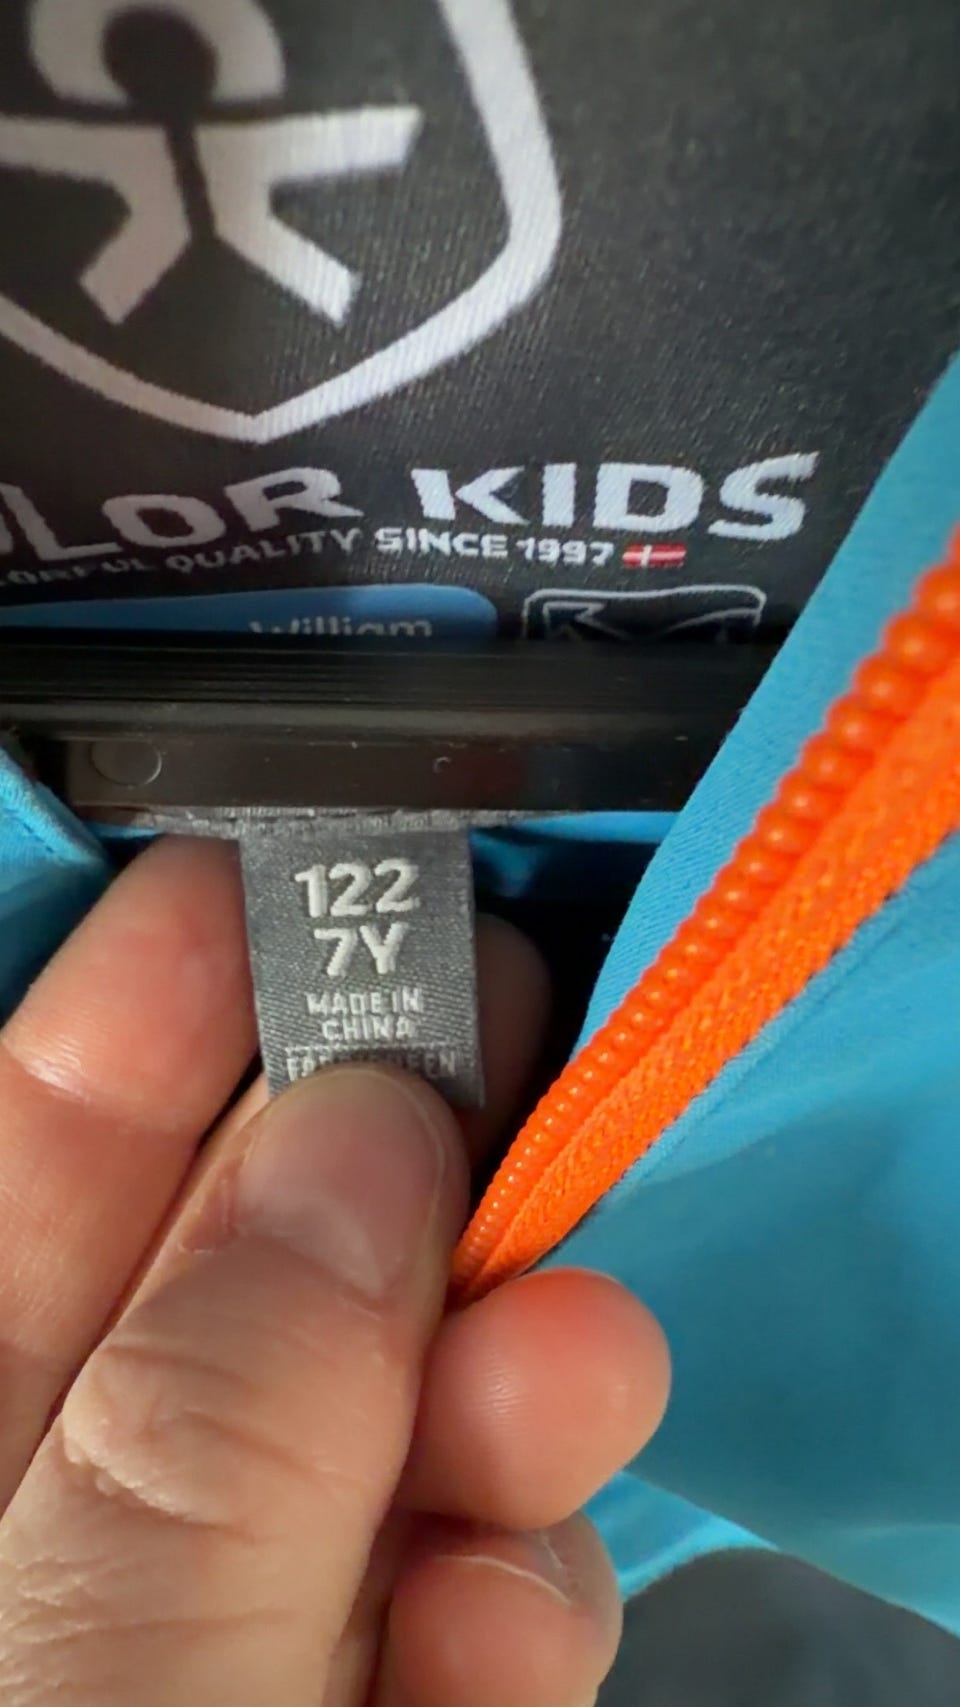 LOR KIDS
QUALITY SINCE 1997
William
122
7Y
MADE IN
CHINA